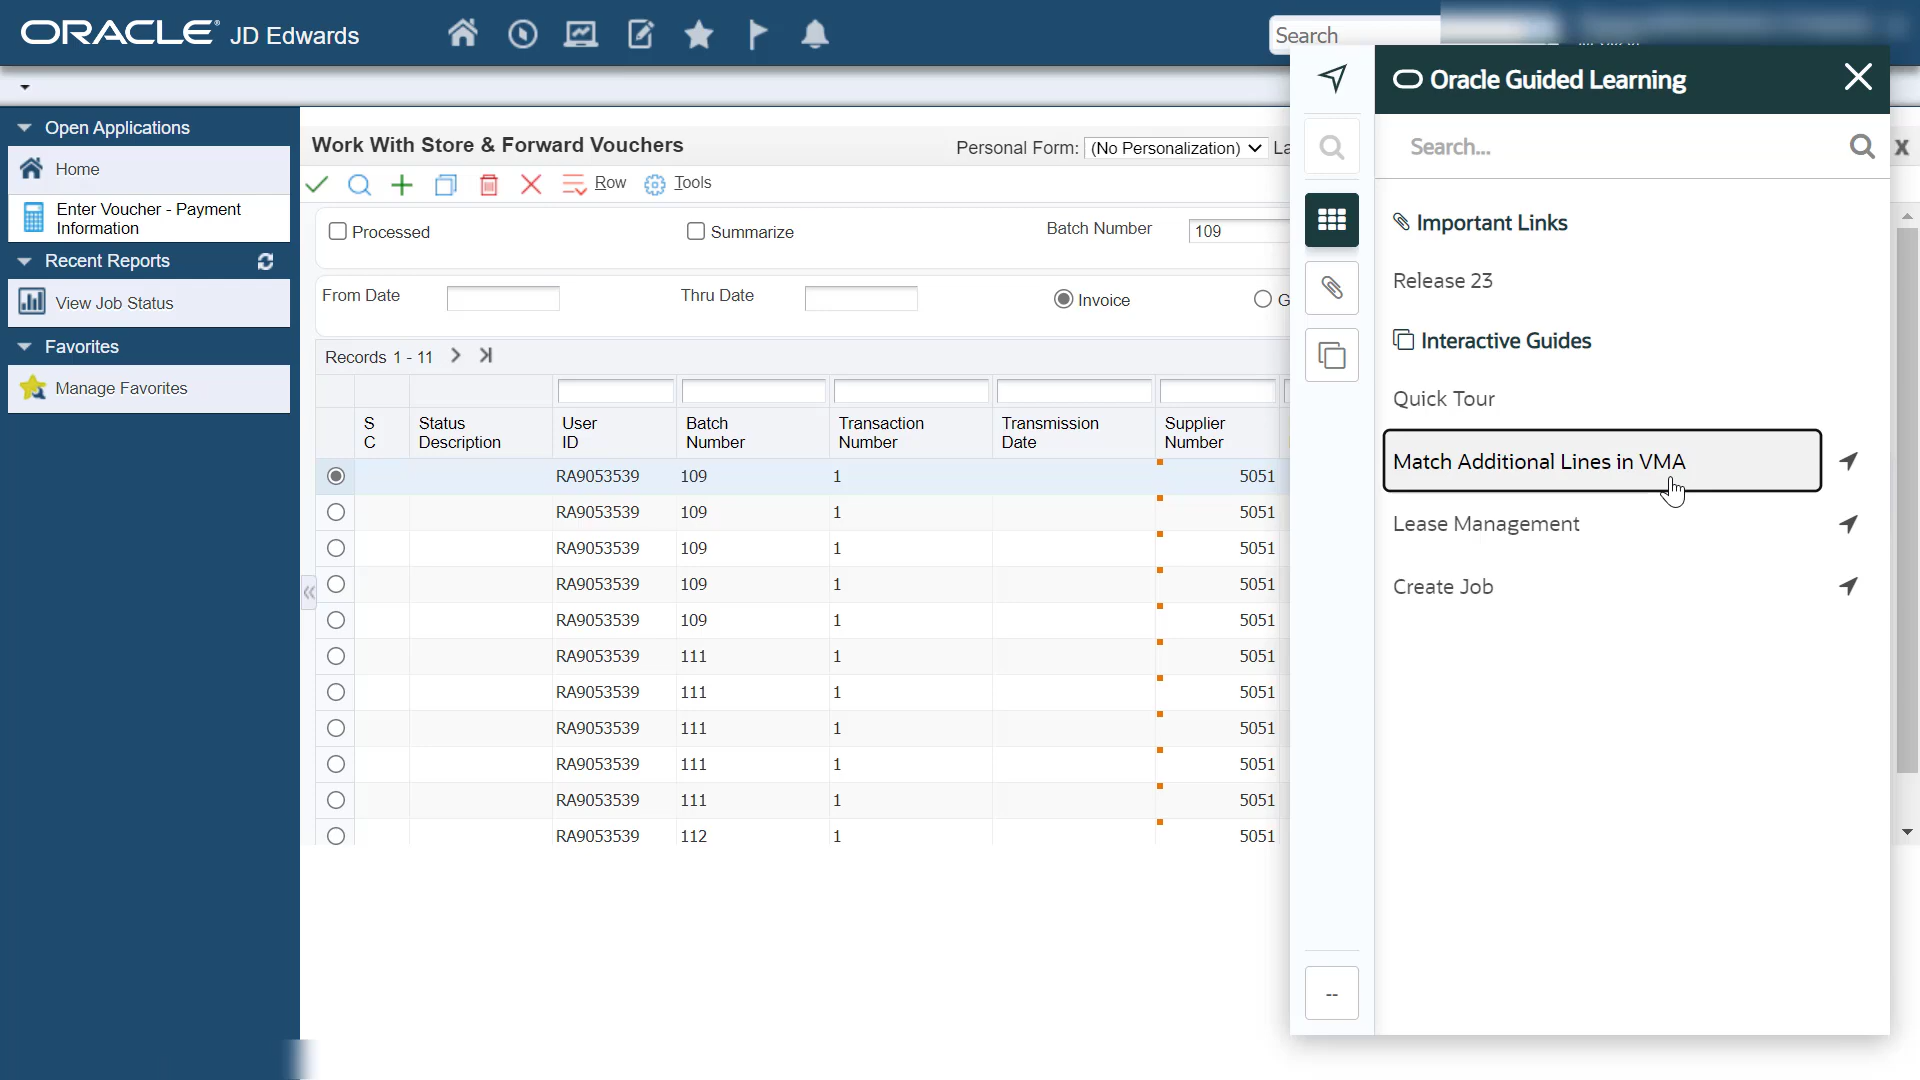 ORACLE JD Edwards
Search
Open Applications
Home
Enter Voucher - Payment
Information
Recent Reports
View Job Status
Favorites
Manage Favorites
Work With Store & Forward Vouchers
Personal Form: (No Personalization) La
Row Tools
Processed
Summarize
Batch Number 109
From Date
Thru Date
Invoice
G
Records 1 - 11
S C
Status Description
User ID
Batch Number
Transaction Number
Transmission Date
Supplier Number
RA9053539 109 1 5051
RA9053539 109 1 5051
RA9053539 109 1 5051
RA9053539 109 1 5051
RA9053539 109 1 5051
RA9053539 111 1 5051
RA9053539 111 1 5051
RA9053539 111 1 5051
RA9053539 111 1 5051
RA9053539 111 1 5051
RA9053539 112 1 5051
Oracle Guided Learning
Search...
X
Important Links
Release 23
Interactive Guides
Quick Tour
Match Additional Lines in VMA
Lease Management
Create Job
--